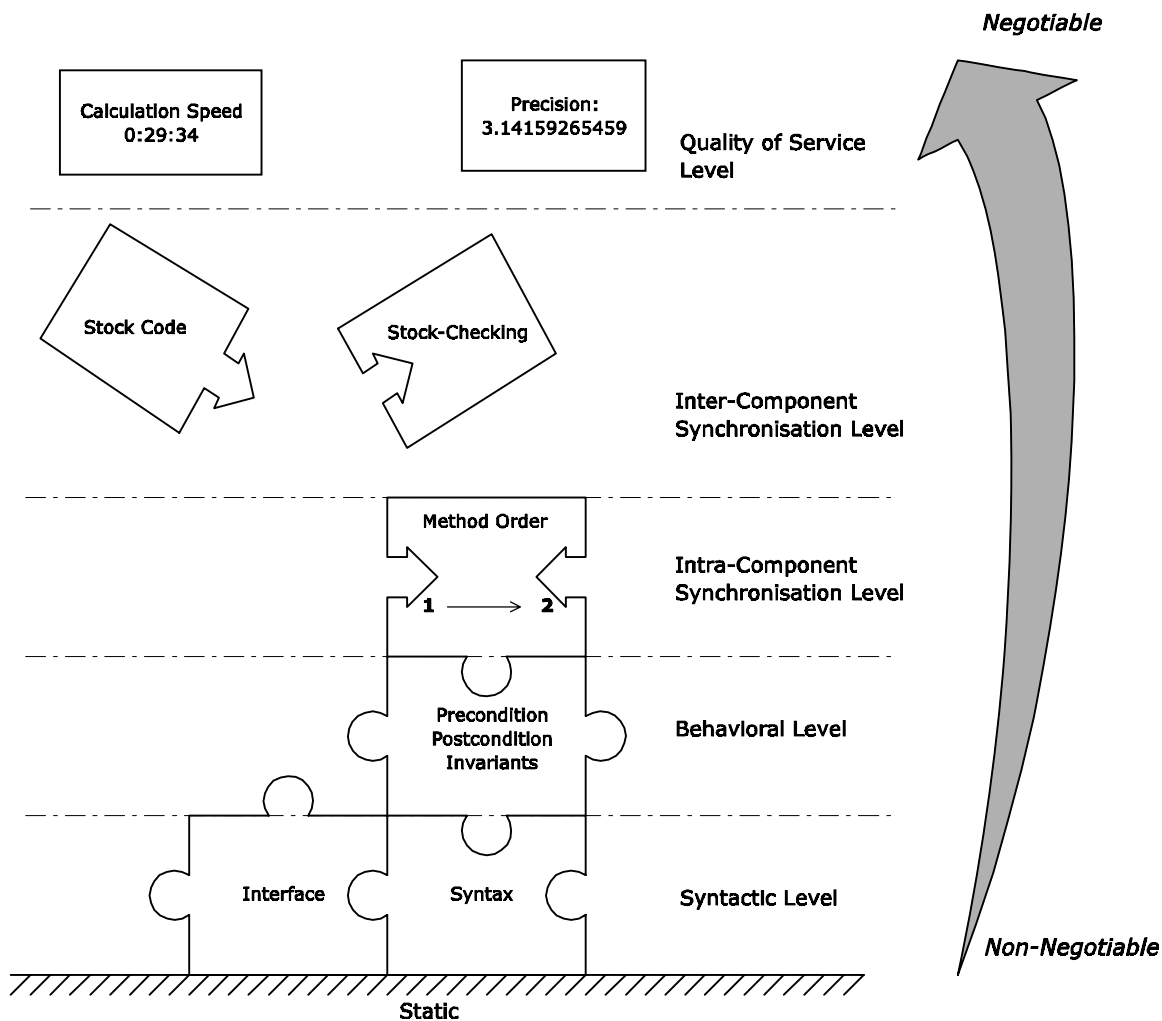 Negotiable
Calculation Speed
0:29:34
Precision:
3.14159265459
Quality of Service
Level
Stock Code
Stock-Checking
Inter-Component
Synchronisation Level
Method Order
1
2
Intra-Component
Synchronisation Level
Precondition
Postcondition
Invariants
Behavioral Level
Interface
Syntax
Syntactic Level
Non-Negotiable
Static